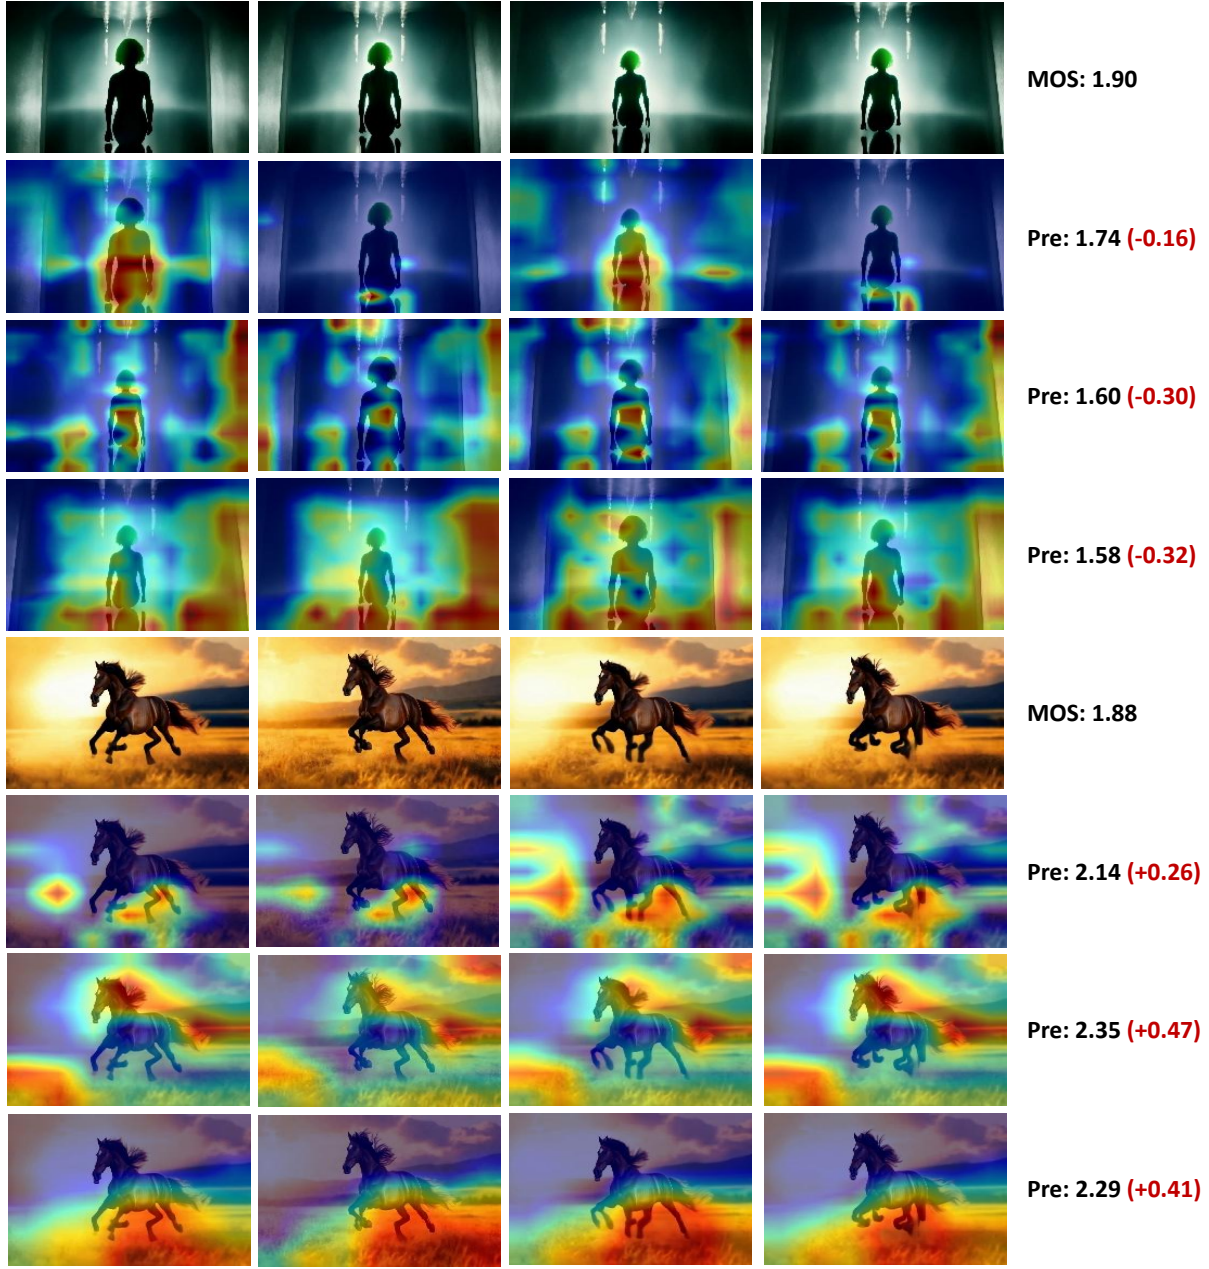 MOS: 1.90
Pre: 1.74 (-0.16)
Pre: 1.60 (-0.30)
Pre: 1.58 (-0.32)
MOS: 1.88
Pre: 2.14 (+0.26)
Pre: 2.35 (+0.47)
Pre: 2.29 (+0.41)